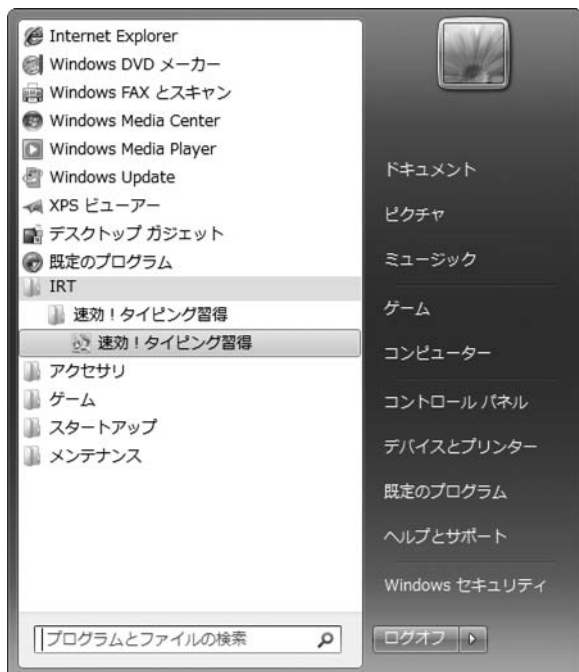 Internet Explorer
Windows DVD メーカー
Windows FAX とスキャン
Windows Media Center
Windows Media Player
Windows Update
XPS ビューアー
デスクトップ ガジェット
既定のプログラム
IRT
速効！タイピング習得
速効！タイピング習得
アクセサリ
ゲーム
スタートアップ
メンテナンス
プログラムとファイルの検索
ドキュメント
ピクチャ
ミュージック
ゲーム
コンピューター
コントロール パネル
デバイスとプリンター
既定のプログラム
ヘルプとサポート
Windows セキュリティ
ログオフ